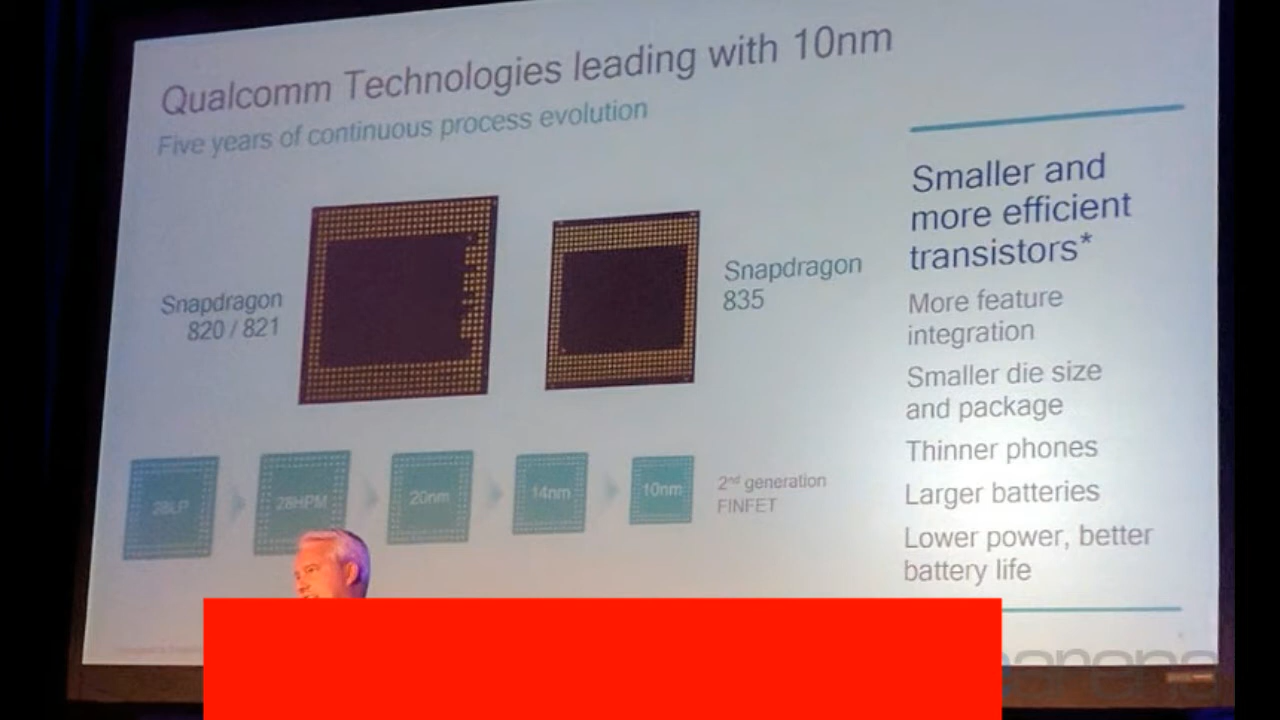 Qualcomm Technologies leading with 10nm
Five years of continuous process evolution
Snapdragon
820 / 821
Snapdragon
835
28LP
28HPM
20nm
14nm
10nm
2nd generation
FINFET
Smaller and
more efficient
transistors*
More feature
integration
Smaller die size
and package
Thinner phones
Larger batteries
Lower power, better
battery life
arena